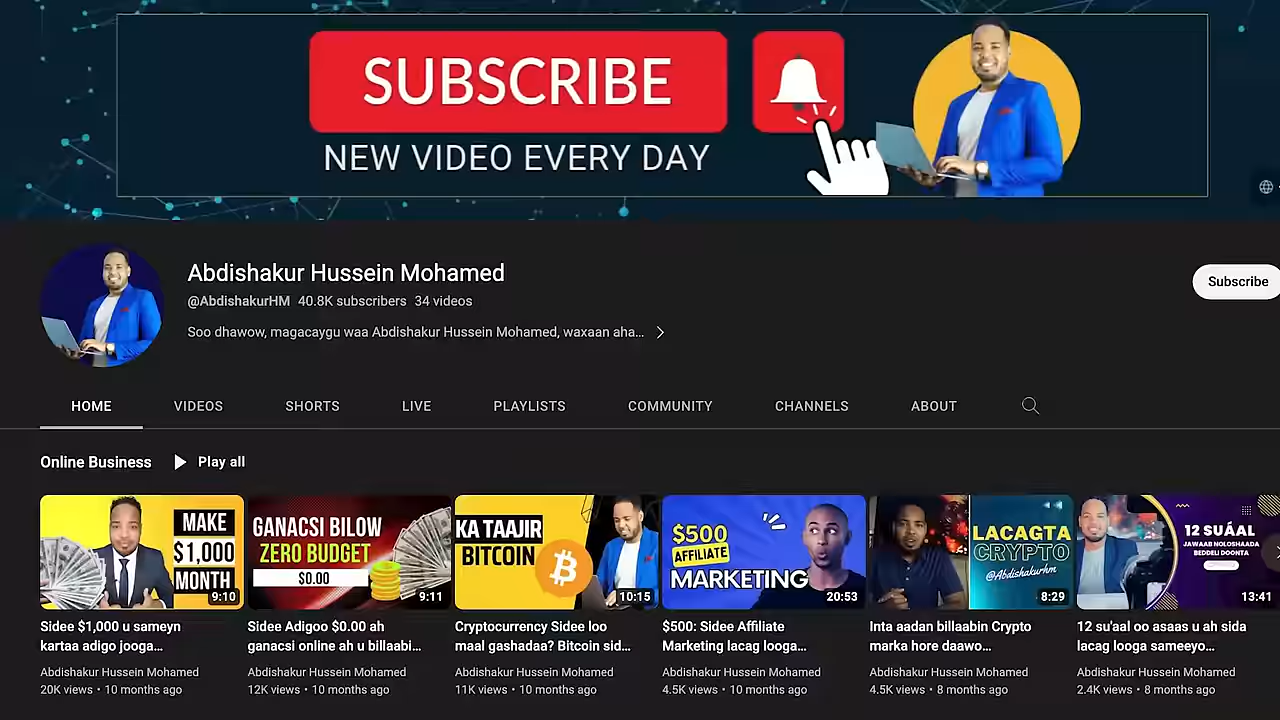 SUBSCRIBE
NEW VIDEO EVERY DAY
Abdishakur Hussein Mohamed
Subscribe
@AbdishakurHM 40.8K subscribers 34 videos
Soo dhawow, magacaygu waa Abdishakur Hussein Mohamed, waxaan aha...
HOME VIDEOS SHORTS LIVE PLAYLISTS COMMUNITY CHANNELS ABOUT
Online Business Play all
MAKE
$1,000
MONTH
9:10
Sidee $1,000 u sameyn
kartaa adigo jooga...
Abdishakur Hussein Mohamed
20K views • 10 months ago
GANACSI BILOW
ZERO BUDGET
$0.00
9:11
Sidee Adigoo $0.00 ah
ganacsi online ah u billaabi...
Abdishakur Hussein Mohamed
12K views • 10 months ago
KA TAAJIR
BITCOIN
10:15
Cryptocurrency Sidee loo
maal gashadaa? Bitcoin sid...
Abdishakur Hussein Mohamed
11K views • 10 months ago
$500
AFFILIATE
MARKETING
20:53
$500: Sidee Affiliate
Marketing lacag looga...
Abdishakur Hussein Mohamed
4.5K views • 10 months ago
LACAGTA
CRYPTO
@Abdishakurhm
8:29
Inta aadan billaabin Crypto
marka hore daawo...
Abdishakur Hussein Mohamed
4.5K views • 8 months ago
12 SUÁAL
JAWAAB NOLOSHAADA
BEDDELI DOONTA
13:41
12 su'aal oo asaas u ah sida
lacag looga sameeyo...
Abdishakur Hussein Mohamed
2.4K views • 8 months ago